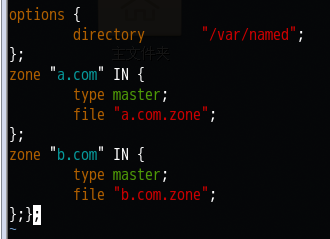 options {
        directory       "/var/named";
主文件夹
};
zone "a.com" IN {
        type master;
        file "a.com.zone";
};
zone "b.com" IN {
        type master;
        file "b.com.zone";
};};
~